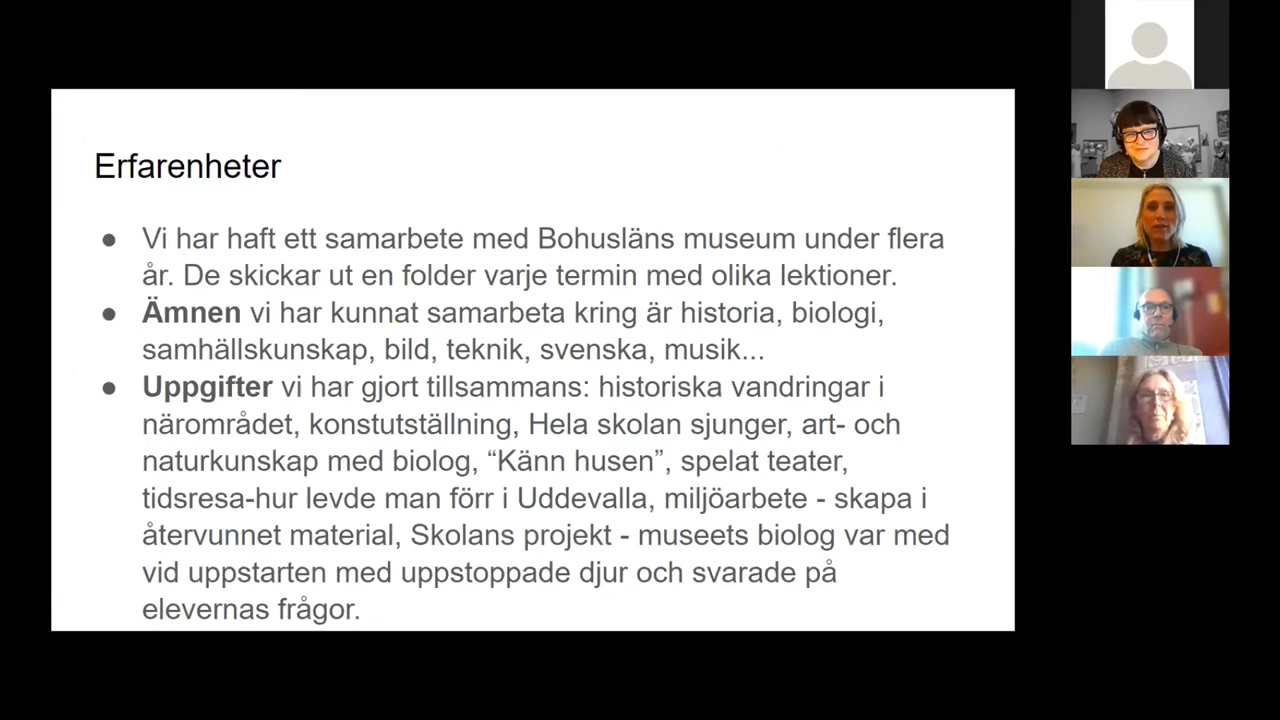 Erfarenheter
● Vi har haft ett samarbete med Bohusläns museum under flera
år. De skickar ut en folder varje termin med olika lektioner.
● Ämnen vi har kunnat samarbeta kring är historia, biologi,
samhällskunskap, bild, teknik, svenska, musik...
● Uppgifter vi har gjort tillsammans: historiska vandringar i
närområdet, konstutställning, Hela skolan sjunger, art- och
naturkunskap med biolog, “Känn husen”, spelat teater,
tidsresa-hur levde man förr i Uddevalla, miljöarbete - skapa i
återvunnet material, Skolans projekt - museets biolog var med
vid uppstarten med uppstoppade djur och svarade på
elevernas frågor.